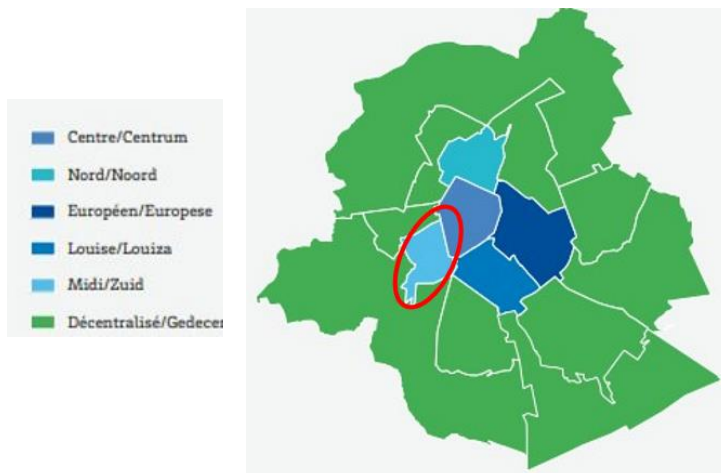 Centre/Centrum
Nord/Noord
Européen/Europese
Louise/Louiza
Midi/Zuid
Décentralisé/Gedecer